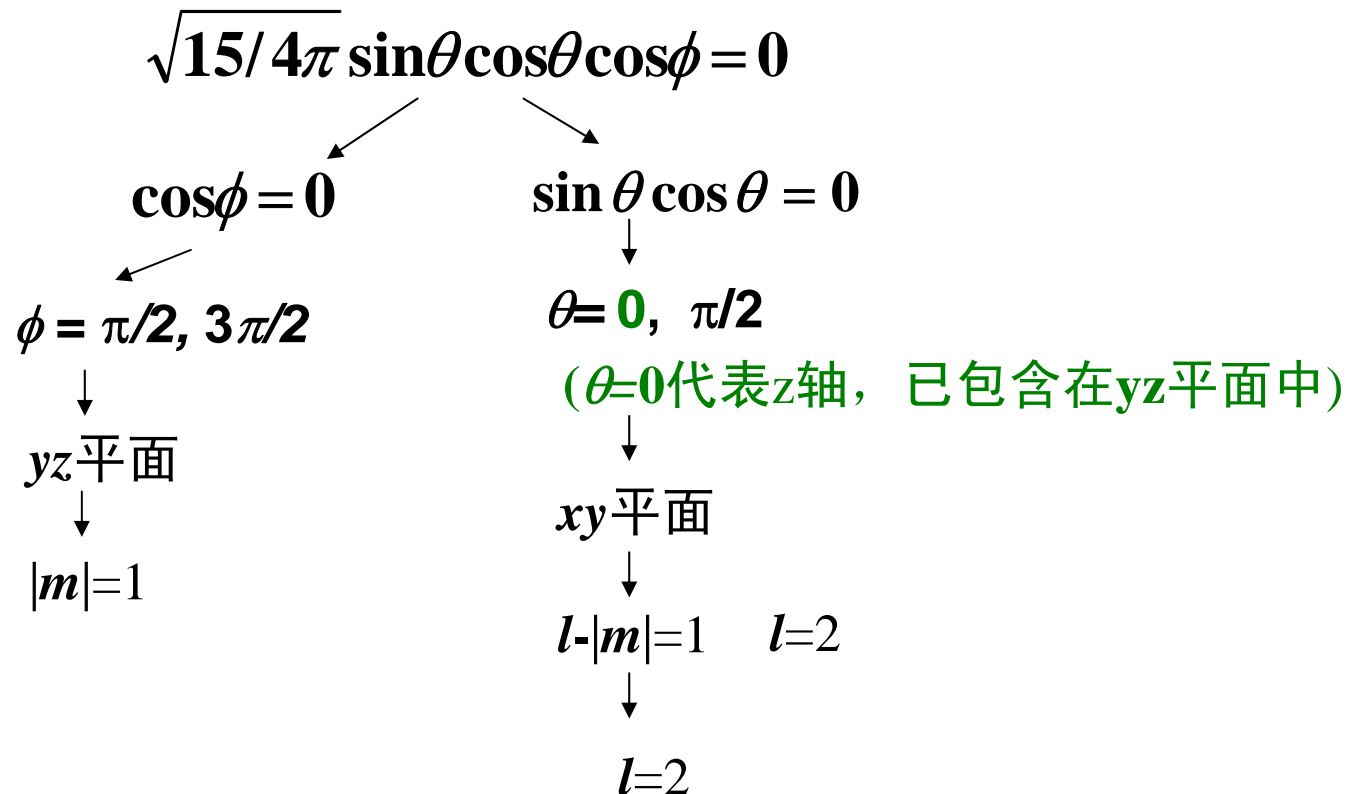 √15/4π sinθcosθcosϕ=0
cosϕ=0
sinθcosθ=0
ϕ = π/2, 3π/2
θ= 0, π/2
(θ=0代表z轴，已包含在yz平面中)
yz平面
xy平面
|m|=1
l-|m|=1 l=2
l=2